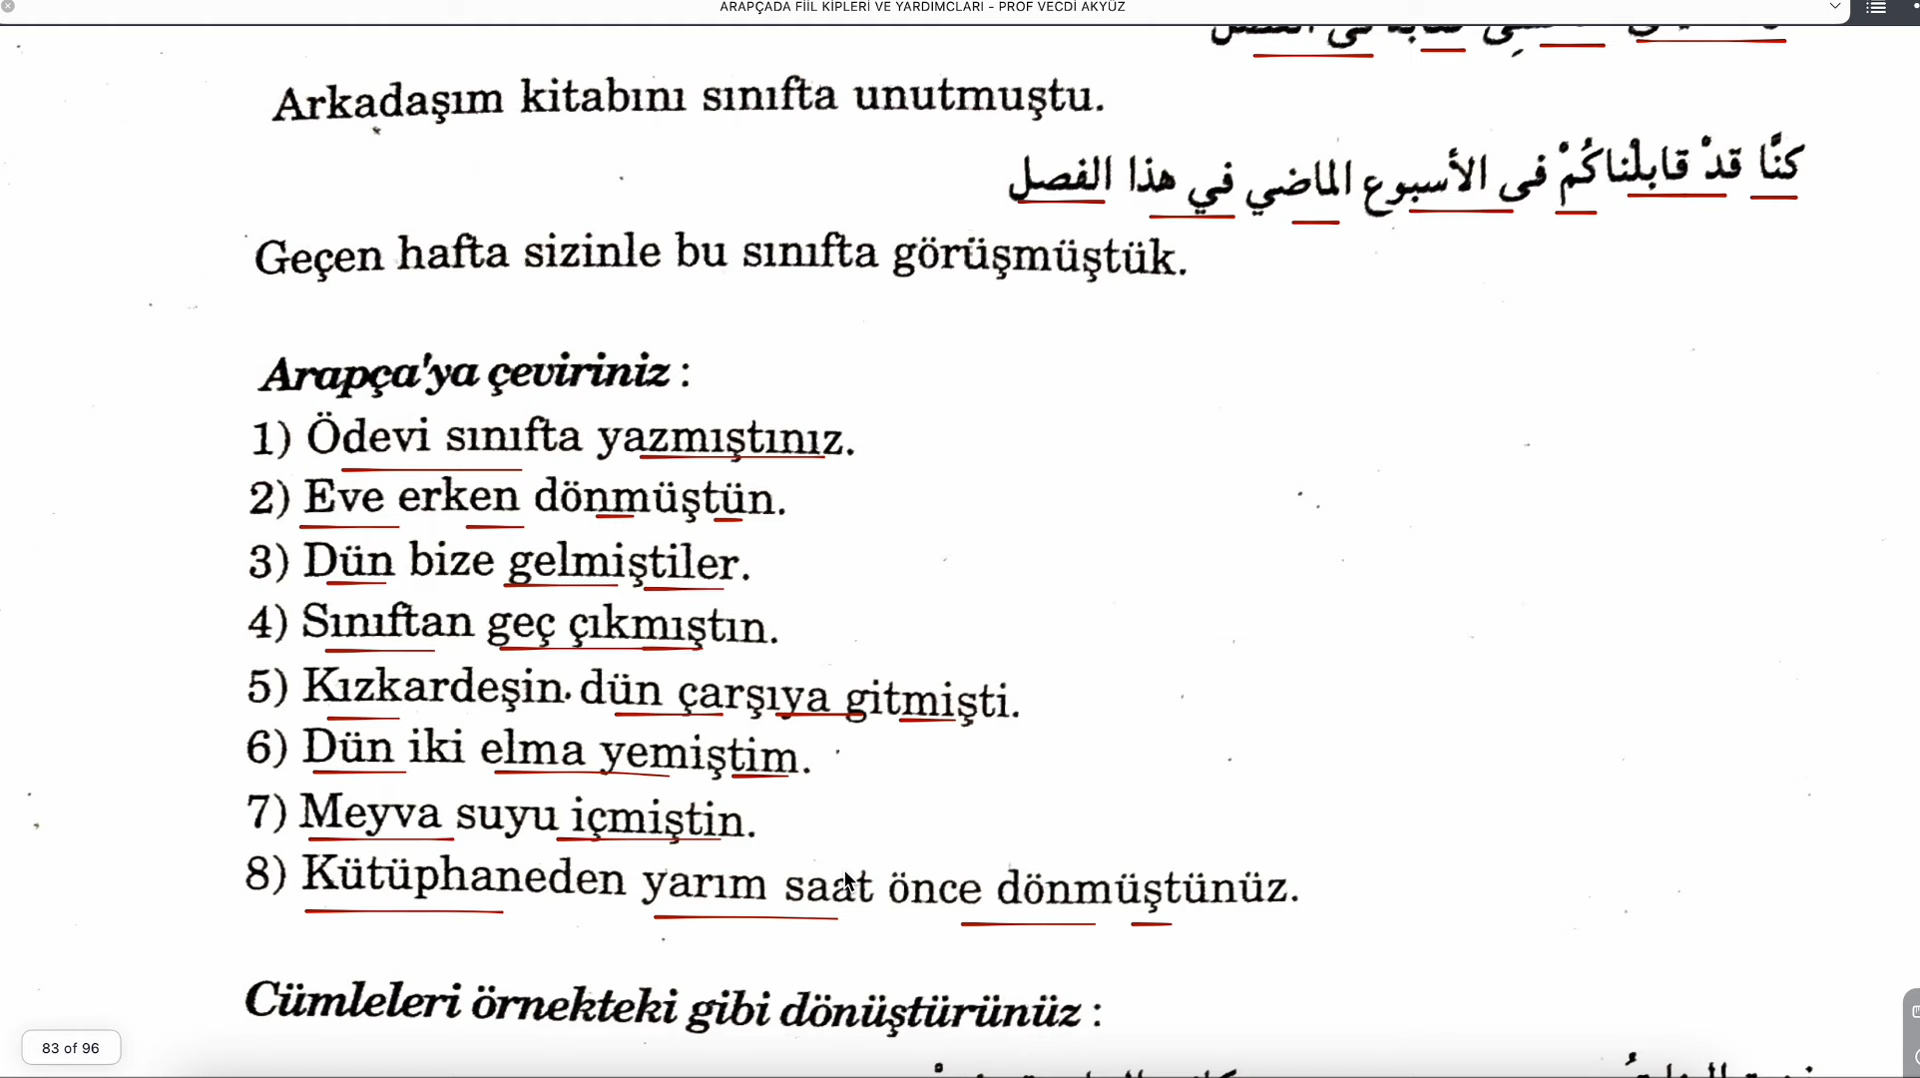 ARAPÇADA FİİL KİPLERİ VE YARDIMCLARI - PROF VECDİ AKYÜZ
Arkadaşım kitabını sınıfta unutmuştu.
كنَّا قدْ قابلْناكُمْ فى الأسبوع الماضي في هذا الفصل
Geçen hafta sizinle bu sınıfta görüşmüştük.
Arapça'ya çeviriniz :
1) Ödevi sınıfta yazmıştınız.
2) Eve erken dönmüştün.
3) Dün bize gelmiştiler.
4) Sınıftan geç çıkmıştın.
5) Kızkardeşin dün çarşıya gitmişti.
6) Dün iki elma yemiştim.
7) Meyva suyu içmiştin.
8) Kütüphaneden yarım saat önce dönmüştünüz.
Cümleleri örnekteki gibi dönüştürünüz :
83 of 96